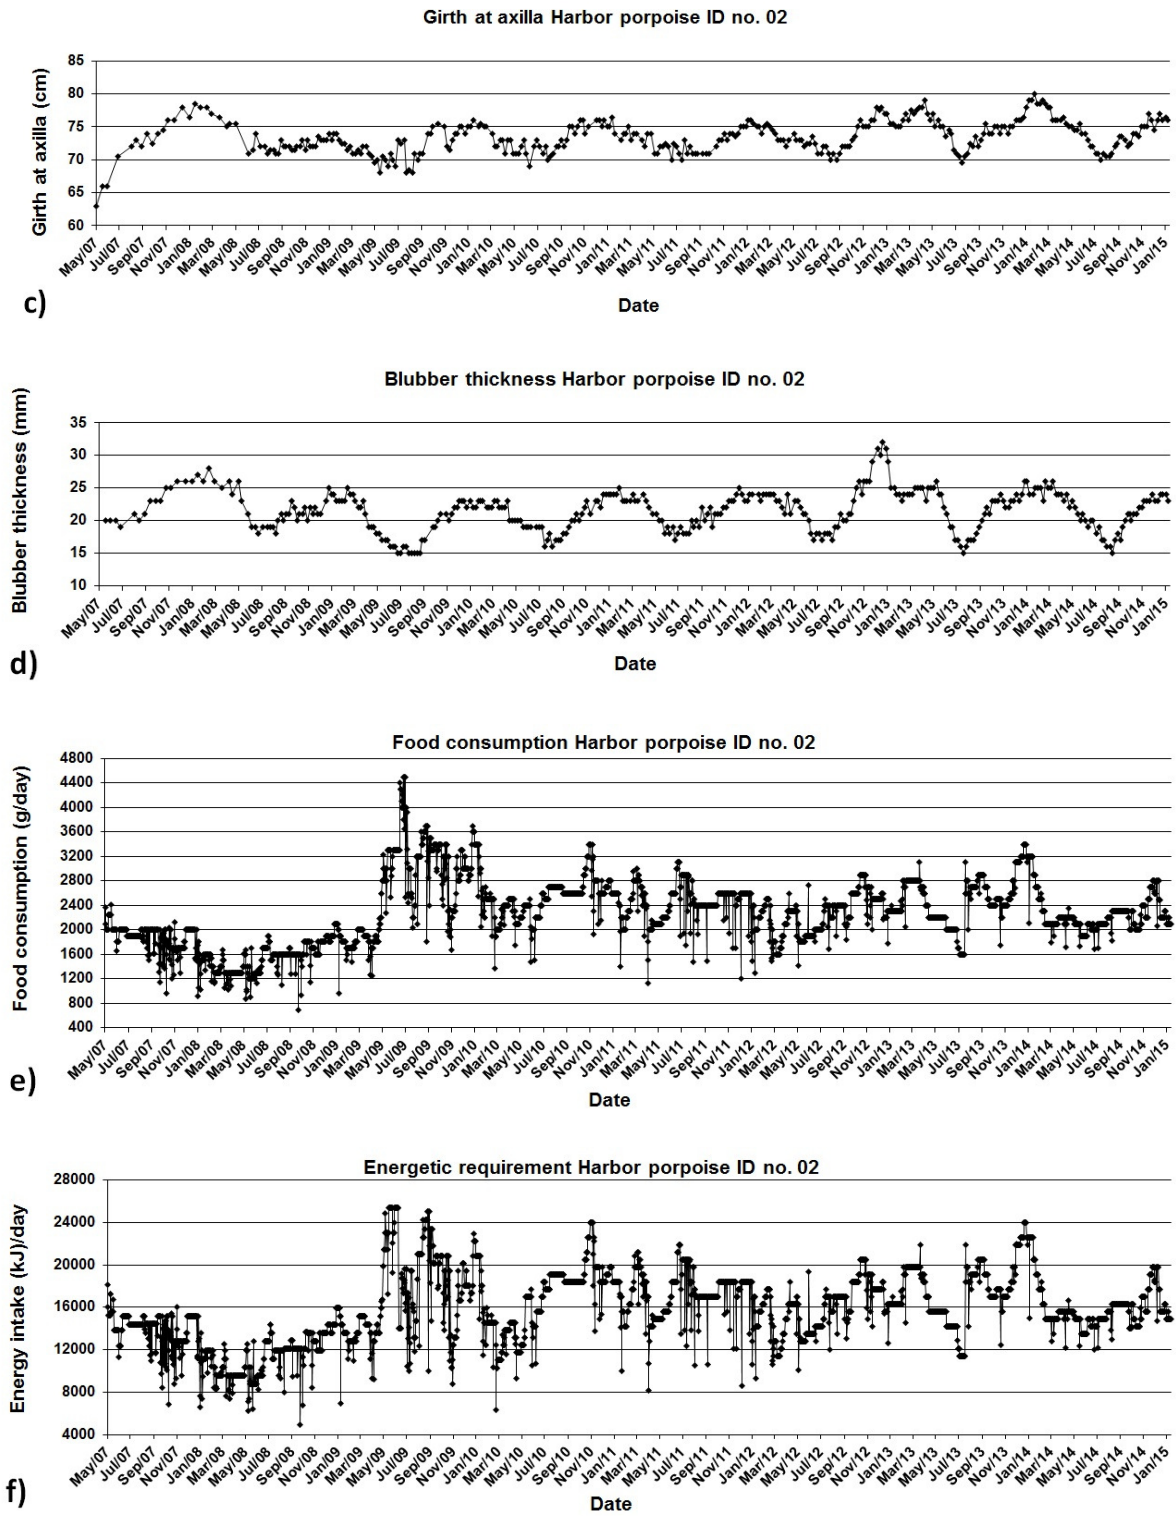 Girth at axilla Harbor porpoise ID no. 02
Girth at axilla (cm)
85
80
75
70
65
60
May/07 Jul/07 Sep/07 Nov/07 Jan/08 Mar/08 May/08 Jul/08 Sep/08 Nov/08 Jan/09 Mar/09 May/09 Jul/09 Sep/09 Nov/09 Jan/10 Mar/10 May/10 Jul/10 Sep/10 Nov/10 Jan/11 Mar/11 May/11 Jul/11 Sep/11 Nov/11 Jan/12 Mar/12 May/12 Jul/12 Sep/12 Nov/12 Jan/13 Mar/13 May/13 Jul/13 Sep/13 Nov/13 Jan/14 Mar/14 May/14 Jul/14 Sep/14 Nov/14 Jan/15
c)
Date
Blubber thickness Harbor porpoise ID no. 02
Blubber thickness (mm)
35
30
25
20
15
10
May/07 Jul/07 Sep/07 Nov/07 Jan/08 Mar/08 May/08 Jul/08 Sep/08 Nov/08 Jan/09 Mar/09 May/09 Jul/09 Sep/09 Nov/09 Jan/10 Mar/10 May/10 Jul/10 Sep/10 Nov/10 Jan/11 Mar/11 May/11 Jul/11 Sep/11 Nov/11 Jan/12 Mar/12 May/12 Jul/12 Sep/12 Nov/12 Jan/13 Mar/13 May/13 Jul/13 Sep/13 Nov/13 Jan/14 Mar/14 May/14 Jul/14 Sep/14 Nov/14 Jan/15
d)
Date
Food consumption Harbor porpoise ID no. 02
Food consumption (g/day)
4800
4400
4000
3600
3200
2800
2400
2000
1600
1200
800
400
May/07 Jul/07 Sep/07 Nov/07 Jan/08 Mar/08 May/08 Jul/08 Sep/08 Nov/08 Jan/09 Mar/09 May/09 Jul/09 Sep/09 Nov/09 Jan/10 Mar/10 May/10 Jul/10 Sep/10 Nov/10 Jan/11 Mar/11 May/11 Jul/11 Sep/11 Nov/11 Jan/12 Mar/12 May/12 Jul/12 Sep/12 Nov/12 Jan/13 Mar/13 May/13 Jul/13 Sep/13 Nov/13 Jan/14 Mar/14 May/14 Jul/14 Sep/14 Nov/14 Jan/15
e)
Date
Energetic requirement Harbor porpoise ID no. 02
Energy intake (kJ)/day
28000
24000
20000
16000
12000
8000
4000
May/07 Jul/07 Sep/07 Nov/07 Jan/08 Mar/08 May/08 Jul/08 Sep/08 Nov/08 Jan/09 Mar/09 May/09 Jul/09 Sep/09 Nov/09 Jan/10 Mar/10 May/10 Jul/10 Sep/10 Nov/10 Jan/11 Mar/11 May/11 Jul/11 Sep/11 Nov/11 Jan/12 Mar/12 May/12 Jul/12 Sep/12 Nov/12 Jan/13 Mar/13 May/13 Jul/13 Sep/13 Nov/13 Jan/14 Mar/14 May/14 Jul/14 Sep/14 Nov/14 Jan/15
f)
Date